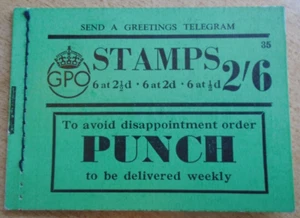 SEND A GREETINGS TELEGRAM
35
GPO
STAMPS
6 at 2½d · 6 at 2d · 6 at ½d
2/6
To avoid disappointment order
PUNCH
to be delivered weekly